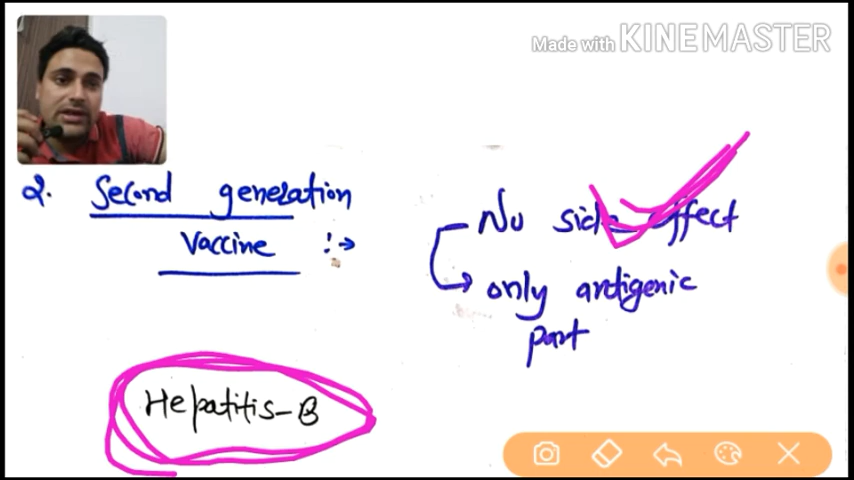 Made with KINEMASTER
2. Second generation
Vaccine :→
No side effect
only antigenic
part
Hepatitis-B